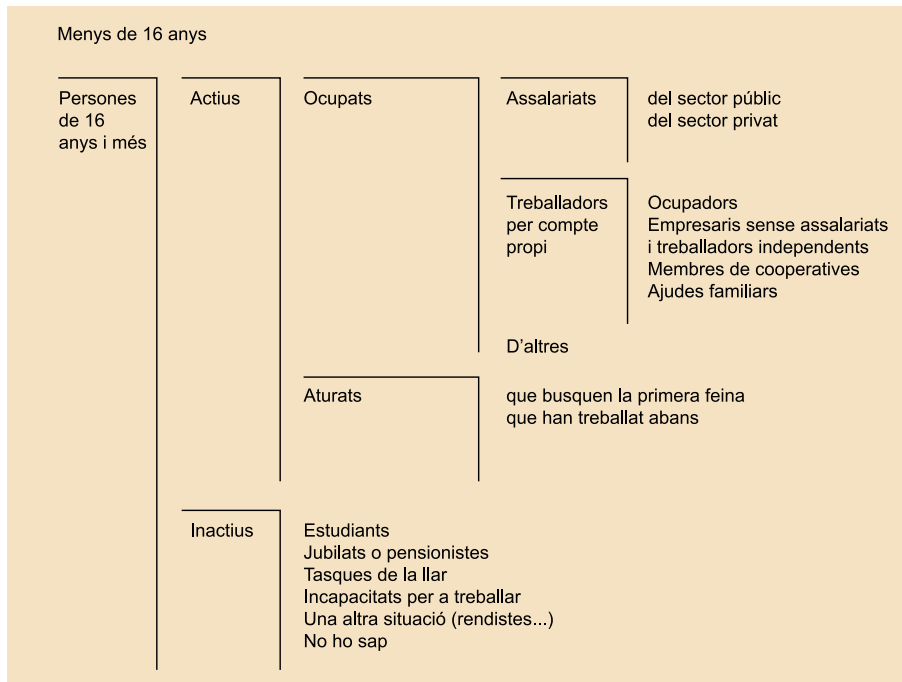 Menys de 16 anys
Persones
de 16
anys i més
Actius
Ocupats
Assalariats
del sector públic
del sector privat
Treballadors
per compte
propi
Ocupadors
Empresaris sense assalariats
i treballadors independents
Membres de cooperatives
Ajudes familiars
D'altres
Aturats
que busquen la primera feina
que han treballat abans
Inactius
Estudiants
Jubilats o pensionistes
Tasques de la llar
Incapacitats per a treballar
Una altra situació (rendistes...)
No ho sap